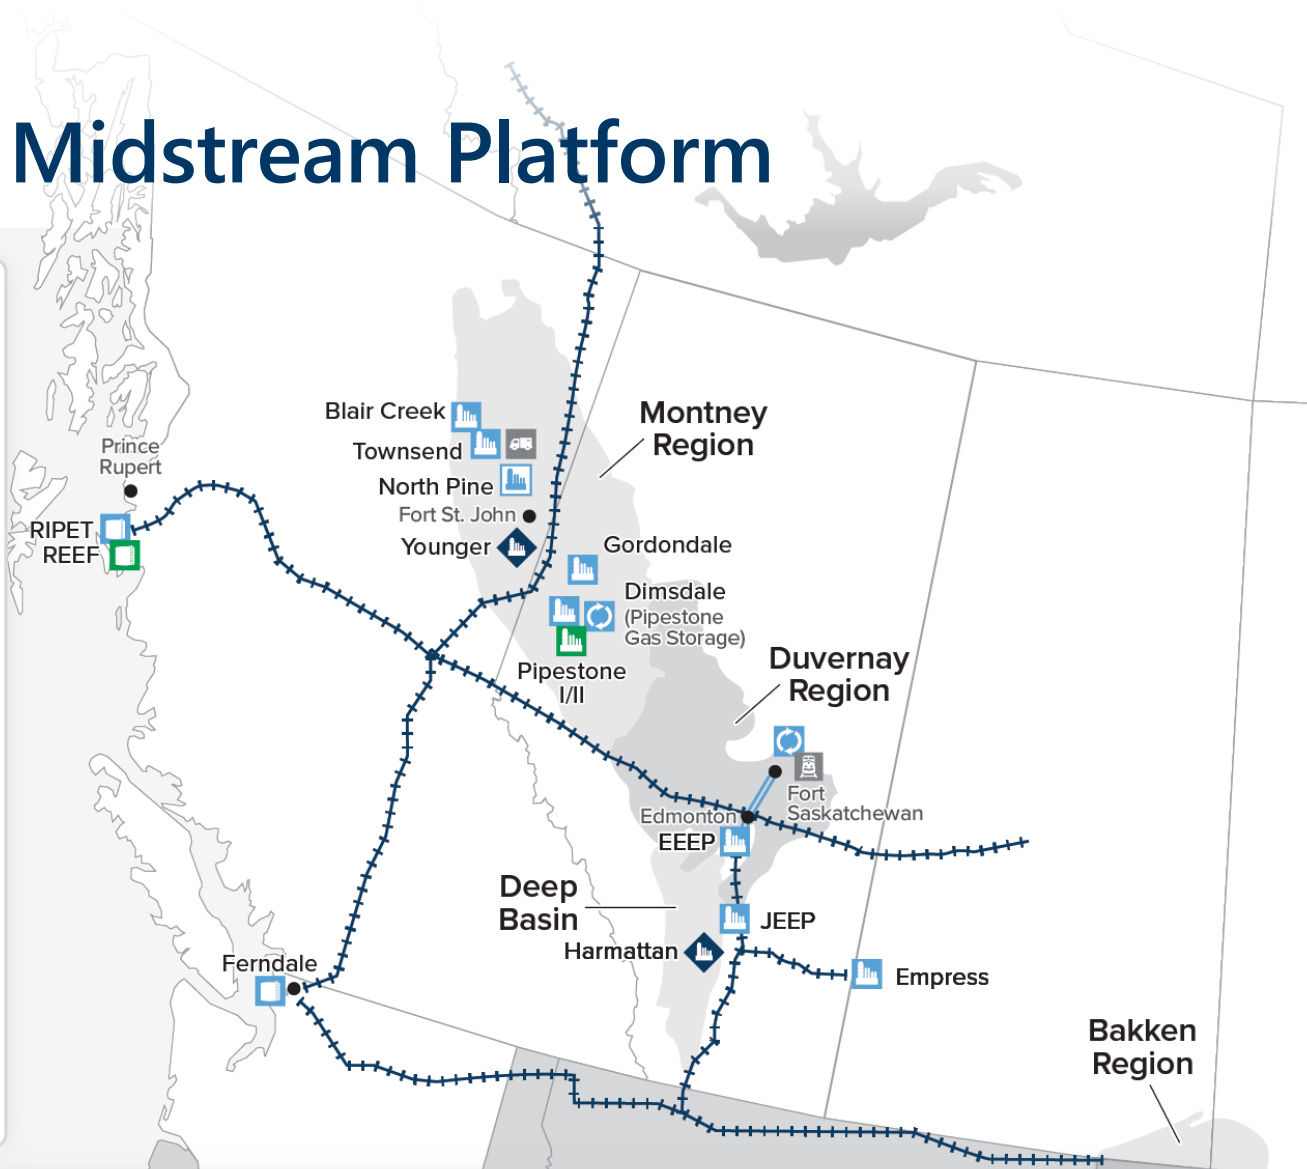 Midstream Platform
Blair Creek
Montney
Region
Townsend
Prince
Rupert
North Pine
Fort St. John
RIPET
REEF
Younger
Gordondale
Dimsdale
(Pipestone
Gas Storage)
Pipestone
I/II
Duvernay
Region
Fort
Saskatchewan
Edmonton
EEEP
Deep
Basin
JEEP
Harmattan
Ferndale
Empress
Bakken
Region